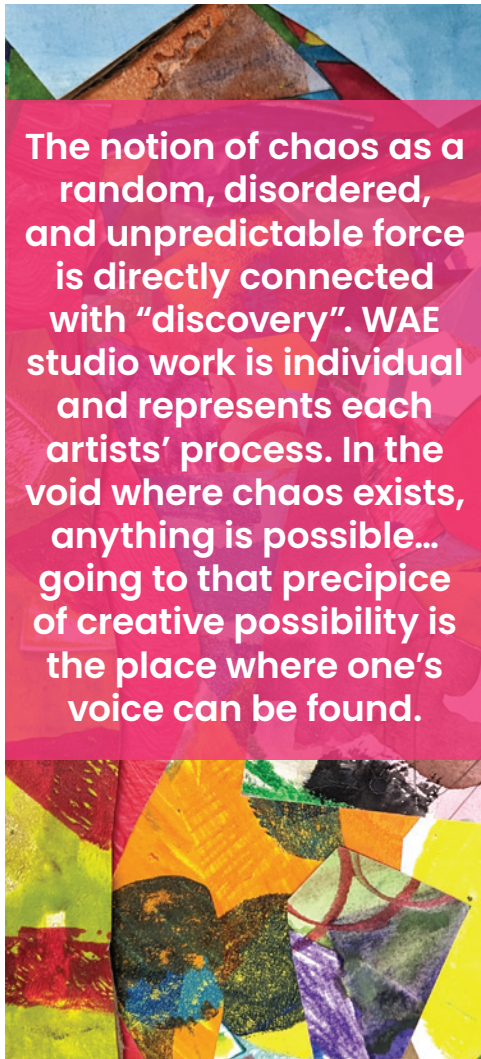 The notion of chaos as a
random, disordered,
and unpredictable force
is directly connected
with “discovery”. WAE
studio work is individual
and represents each
artists’ process. In the
void where chaos exists,
anything is possible...
going to that precipice
of creative possibility is
the place where one’s
voice can be found.